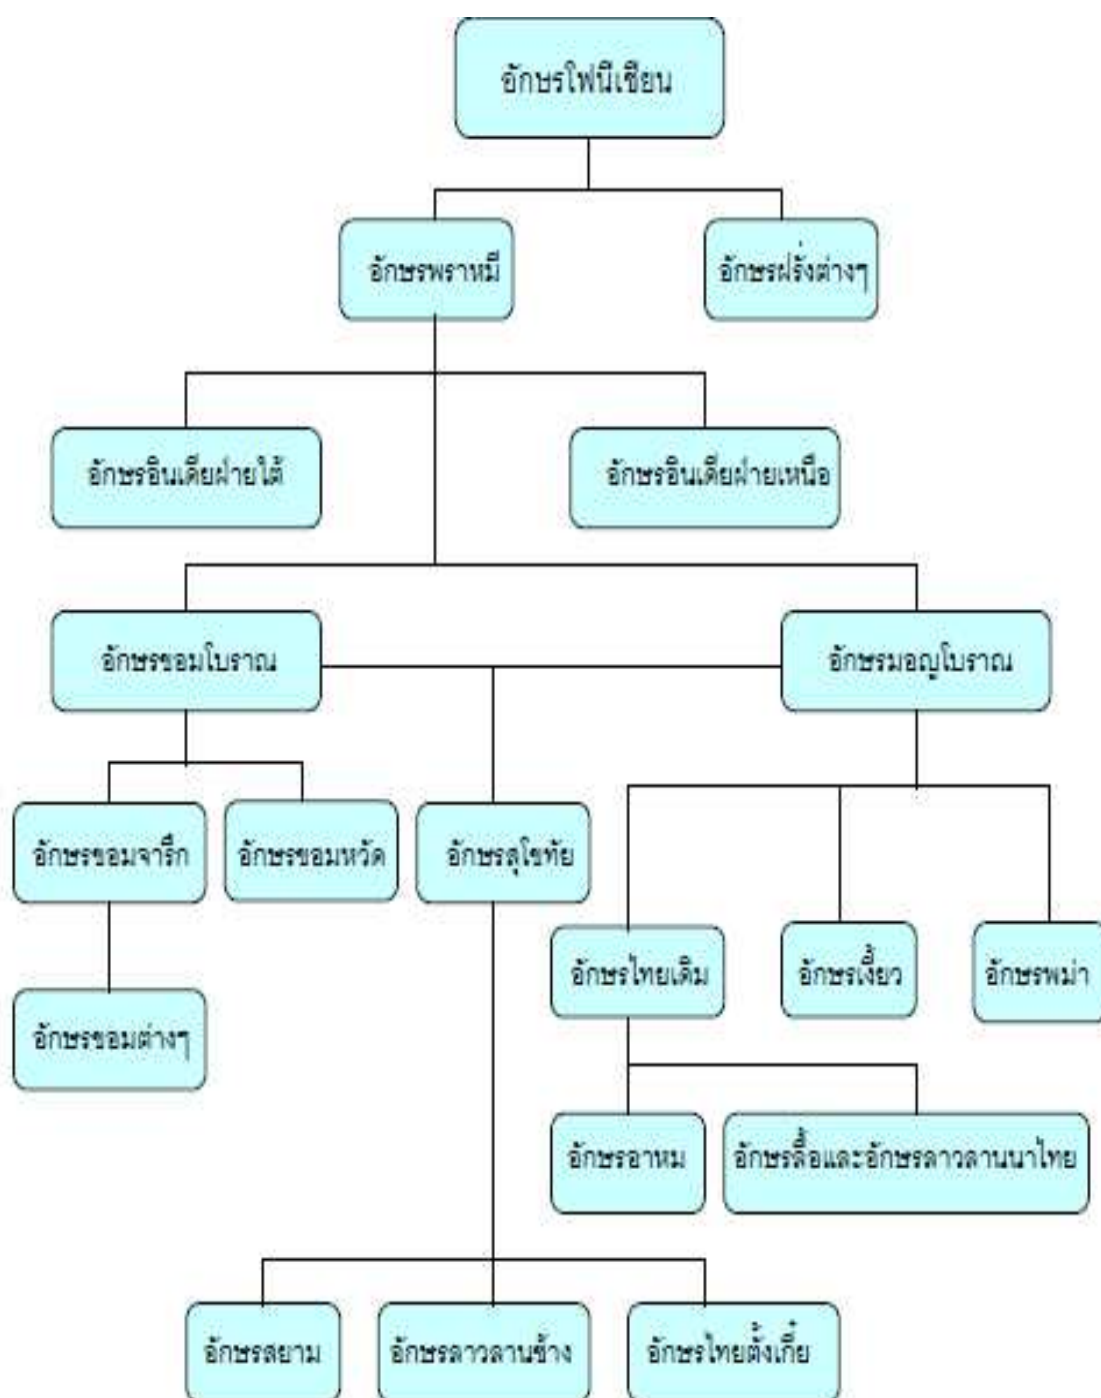 อักษรโฟนีเชียน
อักษรพราหมี
อักษรฝรั่งต่างๆ
อักษรอินเดียฝ่ายใต้
อักษรอินเดียฝ่ายเหนือ
อักษรขอมโบราณ
อักษรมอญโบราณ
อักษรขอมจารึก
อักษรขอมหวัด
อักษรสุโขทัย
อักษรไทยเดิม
อักษรเงี้ยว
อักษรพม่า
อักษรขอมต่างๆ
อักษรอาหม
อักษรลื้อและอักษรลาวลานนาไทย
อักษรสยาม
อักษรลาวลานช้าง
อักษรไทยตั้งเกี๋ย